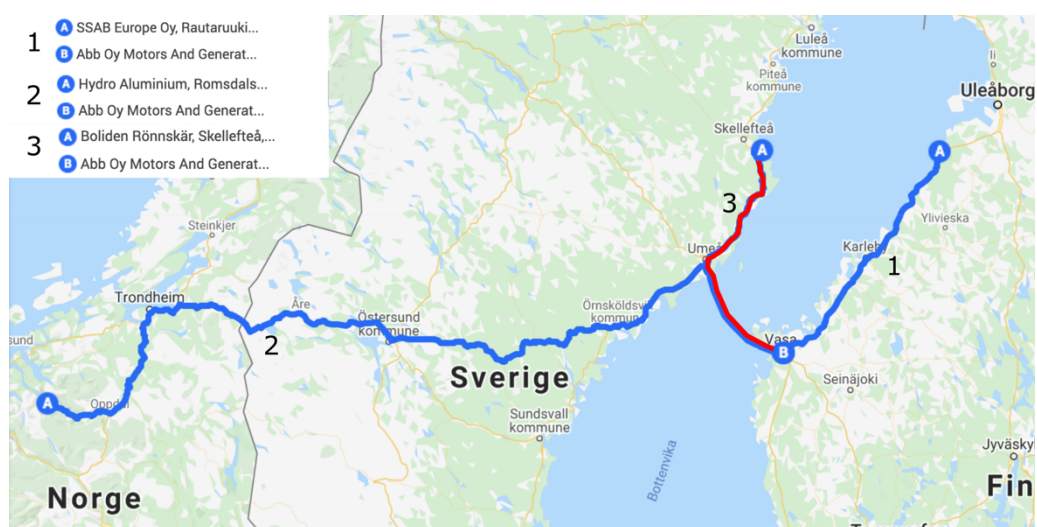 1
A SSAB Europe Oy, Rautaruuki...
B Abb Oy Motors And Generat...
2
A Hydro Aluminium, Romsdals...
B Abb Oy Motors And Generat...
3
A Boliden Rönnskär, Skellefteå,...
B Abb Oy Motors And Generat...
Luleå
kommune
Piteå
kommune
Ii
Uleåborg
Skellefteå
A
A
3
Ylivieska
Steinkjer
Umeå
Karleby
1
Trondheim
Åre
Östersund
kommune
Örnsköldsvik
kommune
2
Vasa
B
Sverige
Seinäjoki
sund
A
Oppdal
Sundsvall
kommune
Bottenvika
Norge
Fin